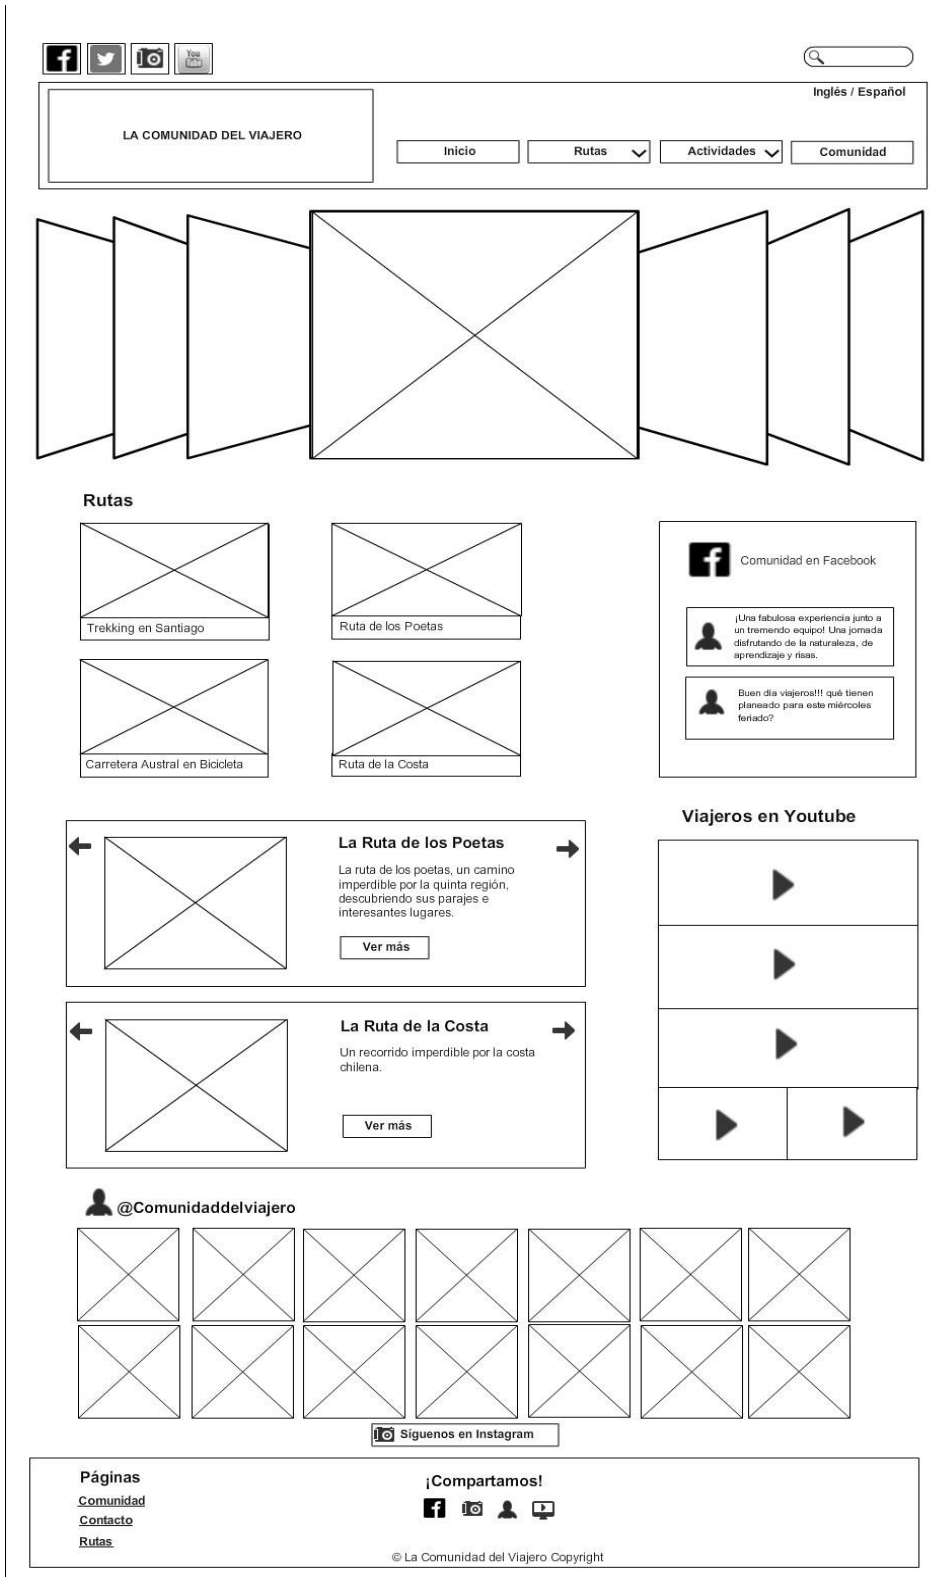 You
Tube
Inglés / Español
LA COMUNIDAD DEL VIAJERO
Inicio
Rutas
Actividades
Comunidad
Rutas
Trekking en Santiago
Ruta de los Poetas
Carretera Austral en Bicicleta
Ruta de la Costa
Comunidad en Facebook
¡Una fabulosa experiencia junto a
un tremendo equipo! Una jornada
disfrutando de la naturaleza, de
aprendizaje y risas.
Buen día viajeros!!! qué tienen
planeado para este miércoles
feriado?
La Ruta de los Poetas
La ruta de los poetas, un camino
imperdible por la quinta región,
descubriendo sus parajes e
interesantes lugares.
Ver más
La Ruta de la Costa
Un recorrido imperdible por la costa
chilena.
Ver más
Viajeros en Youtube
@Comunidaddelviajero
Siguenos en Instagram
Páginas
Comunidad
Contacto
Rutas
¡Compartamos!
© La Comunidad del Viajero Copyright